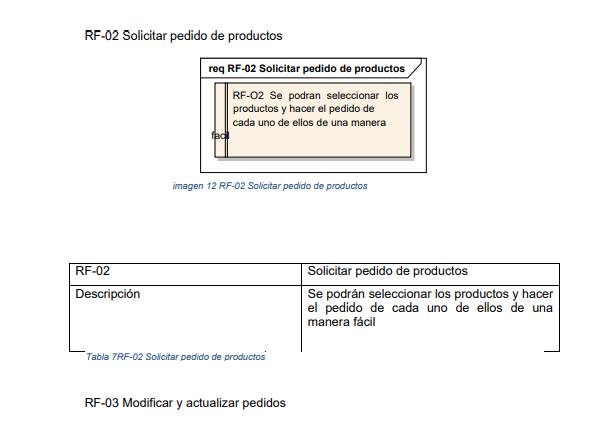 RF-02 Solicitar pedido de productos
req RF-02 Solicitar pedido de productos
RF-O2 Se podran seleccionar los
productos y hacer el pedido de
cada uno de ellos de una manera
facil
imagen 12 RF-02 Solicitar pedido de productos
RF-02 Solicitar pedido de productos
Descripción Se podrán seleccionar los productos y hacer
el pedido de cada uno de ellos de una
manera fácil
Tabla 7RF-02 Solicitar pedido de productos
RF-03 Modificar y actualizar pedidos